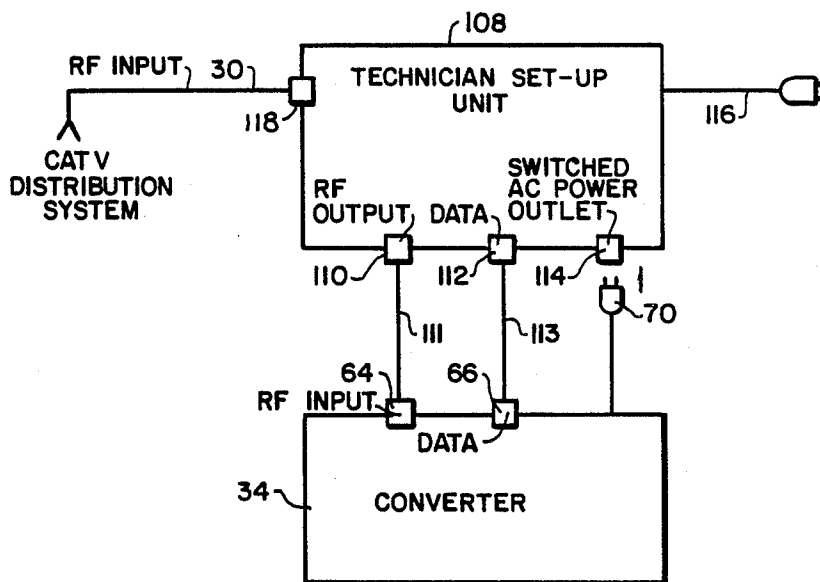 108
RF INPUT
30
TECHNICIAN SET-UP
UNIT
118
116
CATV
DISTRIBUTION
SYSTEM
RF
OUTPUT
DATA
SWITCHED
AC POWER
OUTLET
110
112
114
70
111
113
64
66
RF INPUT
DATA
34
CONVERTER